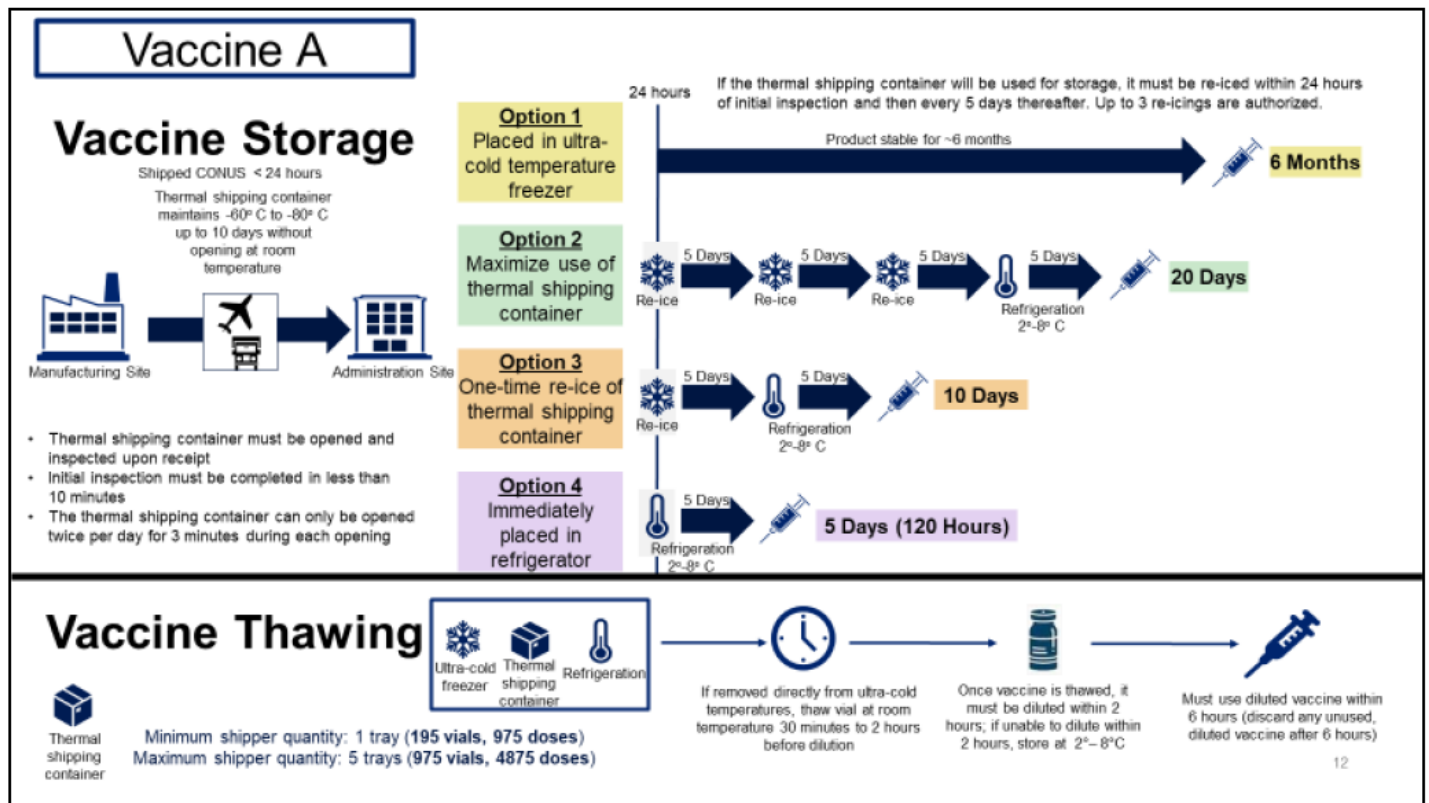 Vaccine A
Vaccine Storage
Shipped CONUS < 24 hours
Thermal shipping container
maintains -60º C to -80º C
up to 10 days without
opening at room
temperature
Manufacturing Site
Administration Site
• Thermal shipping container must be opened and
inspected upon receipt
• Initial inspection must be completed in less than
10 minutes
• The thermal shipping container can only be opened
twice per day for 3 minutes during each opening
24 hours
If the thermal shipping container will be used for storage, it must be re-iced within 24 hours
of initial inspection and then every 5 days thereafter. Up to 3 re-icings are authorized.
Option 1
Placed in ultra-
cold temperature
freezer
Product stable for ~6 months
6 Months
Option 2
Maximize use of
thermal shipping
container
5 Days
5 Days
5 Days
5 Days
Re-ice
Re-ice
Re-ice
Refrigeration
2º-8º C
20 Days
Option 3
One-time re-ice of
thermal shipping
container
5 Days
5 Days
Re-ice
Refrigeration
2º-8º C
10 Days
Option 4
Immediately
placed in
refrigerator
5 Days
Refrigeration
2º-8º C
5 Days (120 Hours)
Vaccine Thawing
Ultra-cold
freezer
Thermal
shipping
container
Refrigeration
Thermal
shipping
container
Minimum shipper quantity: 1 tray (195 vials, 975 doses)
Maximum shipper quantity: 5 trays (975 vials, 4875 doses)
If removed directly from ultra-cold
temperatures, thaw vial at room
temperature 30 minutes to 2 hours
before dilution
Once vaccine is thawed, it
must be diluted within 2
hours; if unable to dilute within
2 hours, store at 2°– 8°C
Must use diluted vaccine within
6 hours (discard any unused,
diluted vaccine after 6 hours)
12